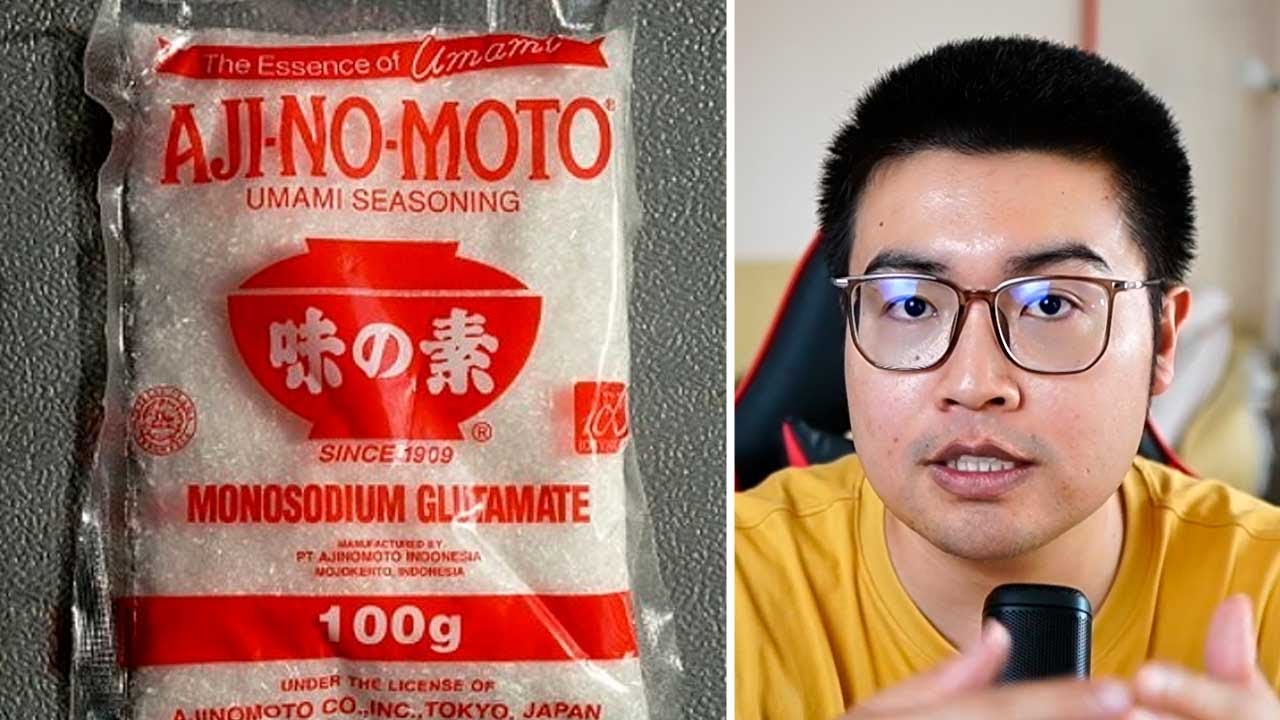 The Essence of Umami
AJI-NO-MOTO®
UMAMI SEASONING
味の素
®
SINCE 1909
MONOSODIUM GLUTAMATE
MANUFACTURED BY:
PT AJINOMOTO INDONESIA
MOJOKERTO, INDONESIA
100g
UNDER THE LICENSE OF
AJINOMOTO CO.,INC.,TOKYO, JAPAN